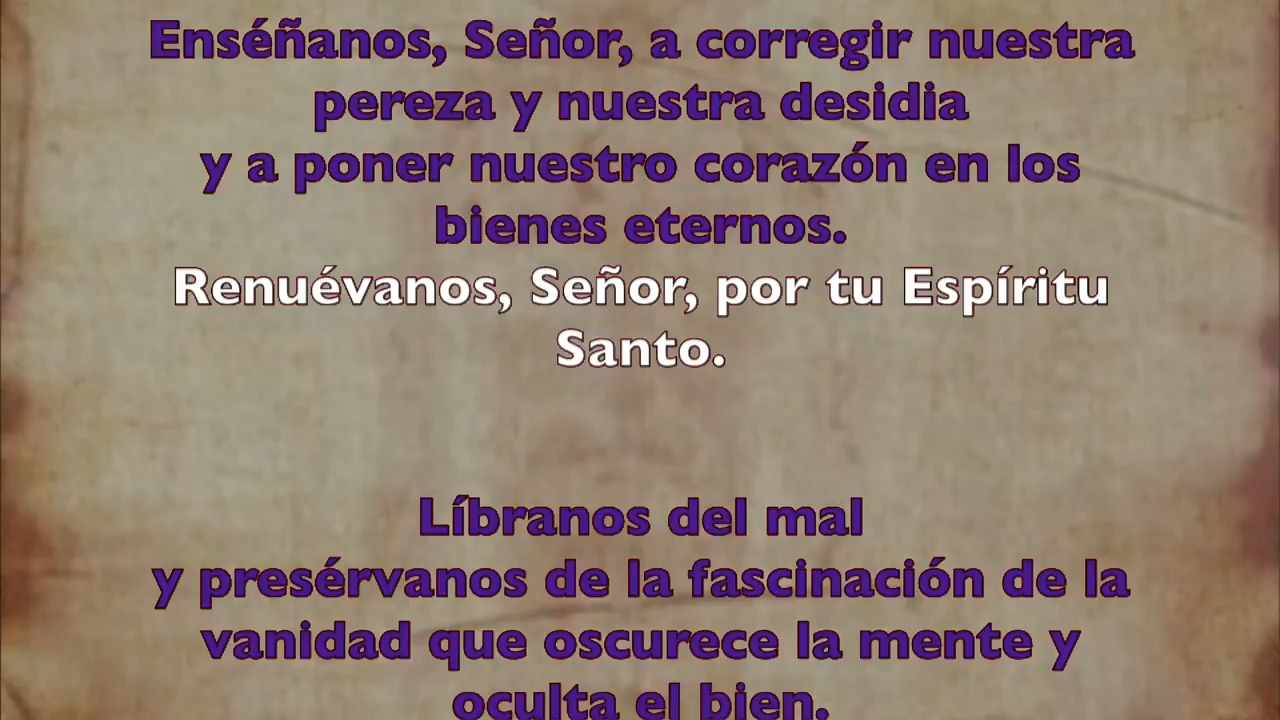 Enséñanos, Señor, a corregir nuestra
pereza y nuestra desidia
y a poner nuestro corazón en los
bienes eternos.
Renuévanos, Señor, por tu Espíritu
Santo.
Líbranos del mal
y presérvanos de la fascinación de la
vanidad que oscurece la mente y
oculta el bien.